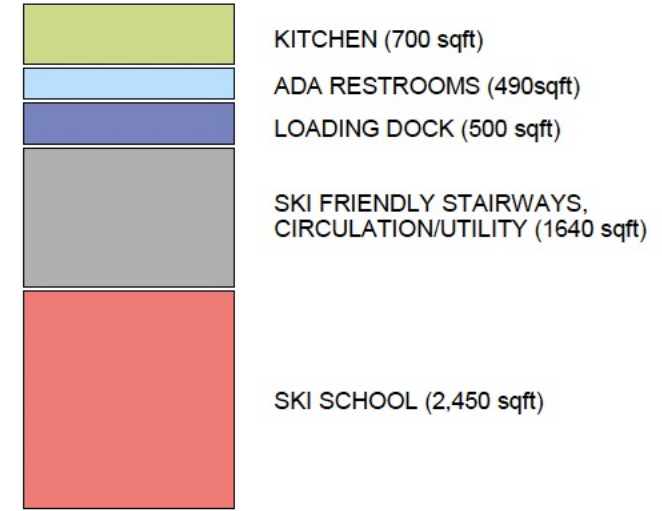 KITCHEN (700 sqft)
ADA RESTROOMS (490sqft)
LOADING DOCK (500 sqft)
SKI FRIENDLY STAIRWAYS,
CIRCULATION/UTILITY (1640 sqft)
SKI SCHOOL (2,450 sqft)